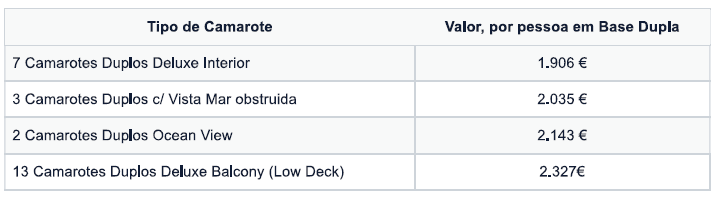 Tipo de Camarote Valor, por pessoa em Base Dupla
7 Camarotes Duplos Deluxe Interior 1.906 €
3 Camarotes Duplos c/ Vista Mar obstruida 2.035 €
2 Camarotes Duplos Ocean View 2.143 €
13 Camarotes Duplos Deluxe Balcony (Low Deck) 2.327€